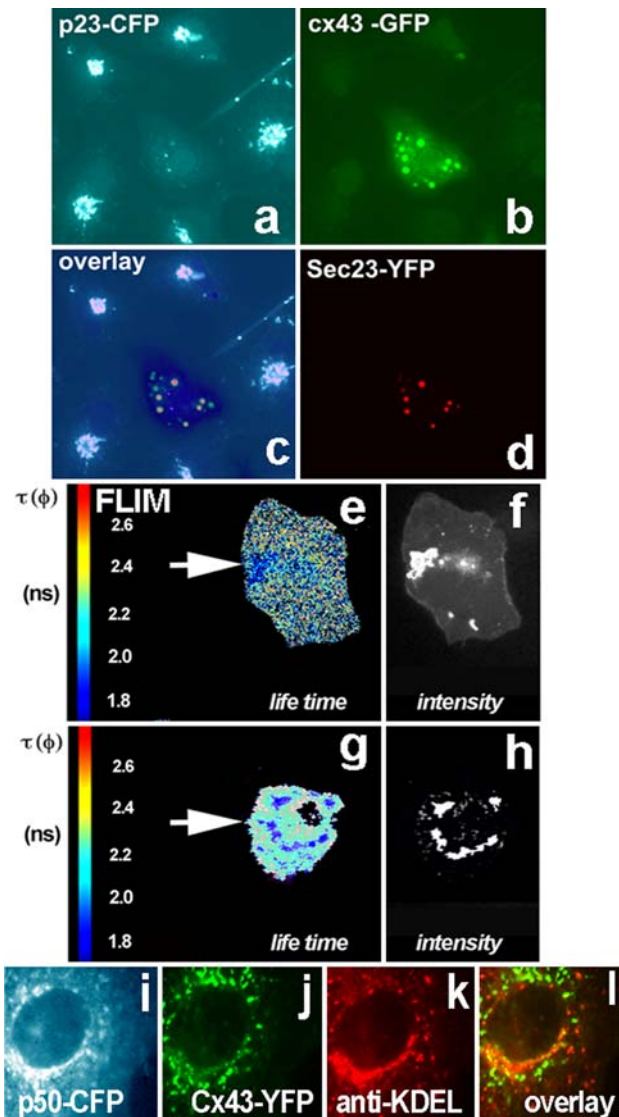 p23-CFP
a
cx43 -GFP
b
overlay
c
Sec23-YFP
d
τ(ϕ)
(ns)
FLIM
2.6
2.4
2.2
2.0
1.8
e
life time
f
intensity
τ(ϕ)
(ns)
2.6
2.4
2.2
2.0
1.8
g
life time
h
intensity
i
p50-CFP
j
Cx43-YFP
k
anti-KDEL
l
overlay